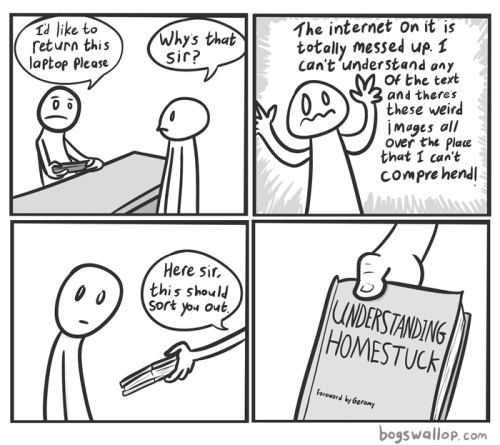 I'd like to
return this
laptop please
Why's that
sir?
The internet on it is
totally messed up. I
can't understand any
of the text
and there's
these weird
images all
over the place
that I can't
comprehend!
Here sir,
this should
sort you out.
UNDERSTANDING
HOMESTUCK
Foreword by Geromy
bogswallop.com